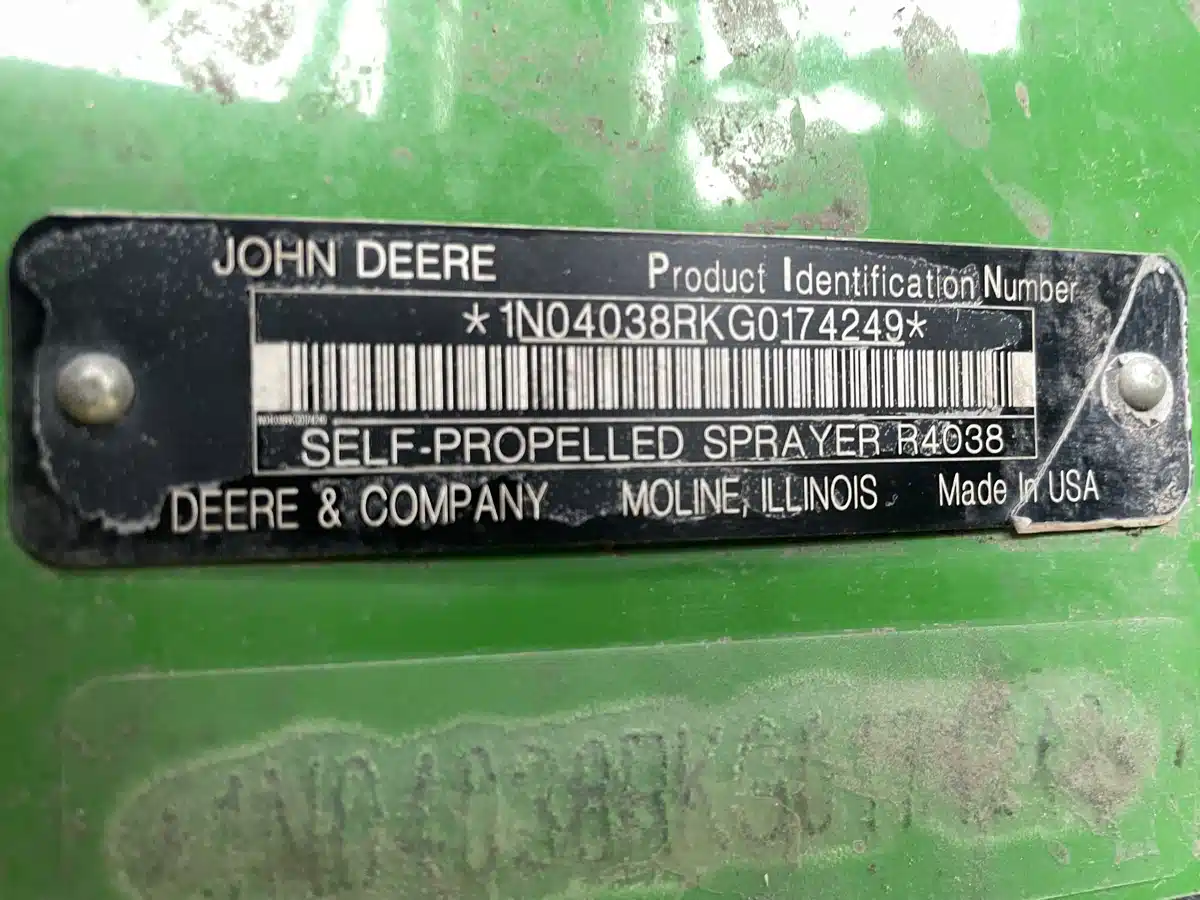 JOHN DEERE Product Identification Number
*1N04038RKG0174249*
SELF-PROPELLED SPRAYER R4038
DEERE & COMPANY MOLINE, ILLINOIS Made In USA